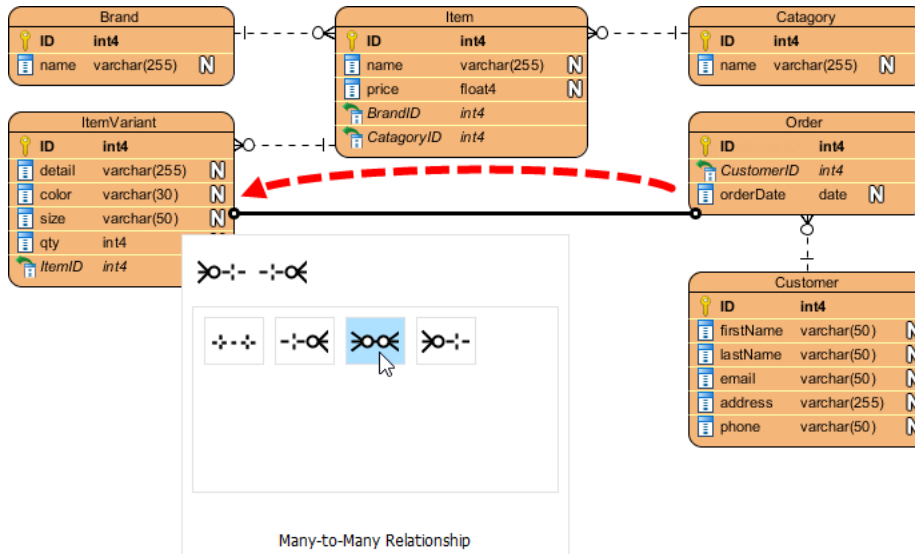 Brand
ID int4
name varchar(255) N
Item
ID int4
name varchar(255) N
price float4 N
BrandID int4
CatagoryID int4
Catagory
ID int4
name varchar(255) N
ItemVariant
ID int4
detail varchar(255) N
color varchar(30) N
size varchar(50) N
qty int4
ItemID int4
Order
ID int4
CustomerID int4
orderDate date N
Customer
ID int4
firstName varchar(50) N
lastName varchar(50) N
email varchar(50) N
address varchar(255) N
phone varchar(50) N
Many-to-Many Relationship